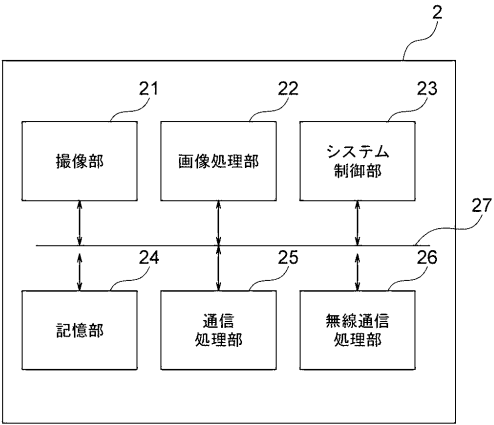 2
21
22
23
撮像部
画像処理部
システム
制御部
27
24
25
26
記憶部
通信
処理部
無線通信
処理部